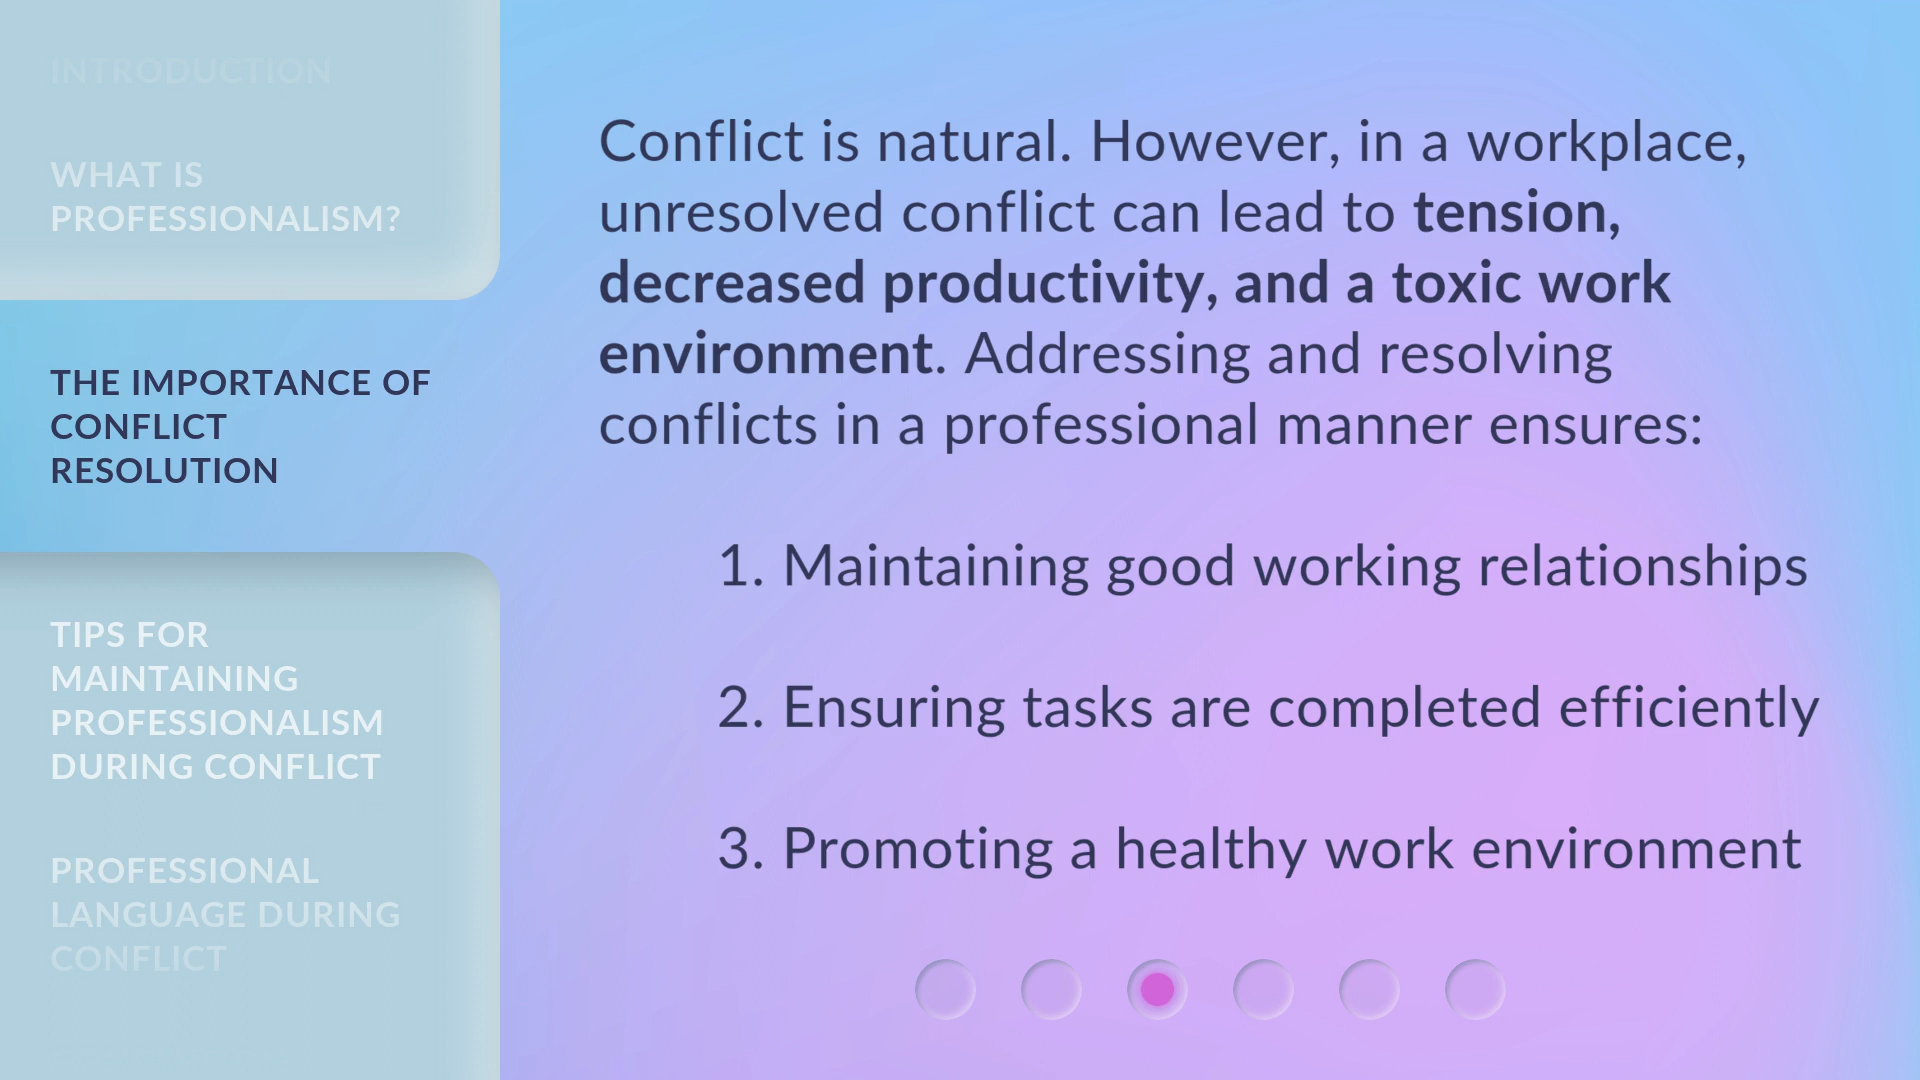 INTRODUCTION
WHAT IS
PROFESSIONALISM?
THE IMPORTANCE OF
CONFLICT
RESOLUTION
TIPS FOR
MAINTAINING
PROFESSIONALISM
DURING CONFLICT
PROFESSIONAL
LANGUAGE DURING
CONFLICT
Conflict is natural. However, in a workplace,
unresolved conflict can lead to tension,
decreased productivity, and a toxic work
environment. Addressing and resolving
conflicts in a professional manner ensures:
1. Maintaining good working relationships
2. Ensuring tasks are completed efficiently
3. Promoting a healthy work environment